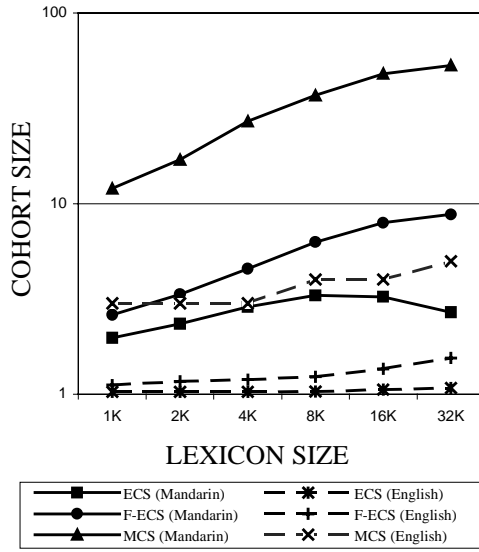 100
10
1
COHORT SIZE
1K 2K 4K 8K 16K 32K
LEXICON SIZE
ECS (Mandarin) ECS (English)
F-ECS (Mandarin) F-ECS (English)
MCS (Mandarin) MCS (English)